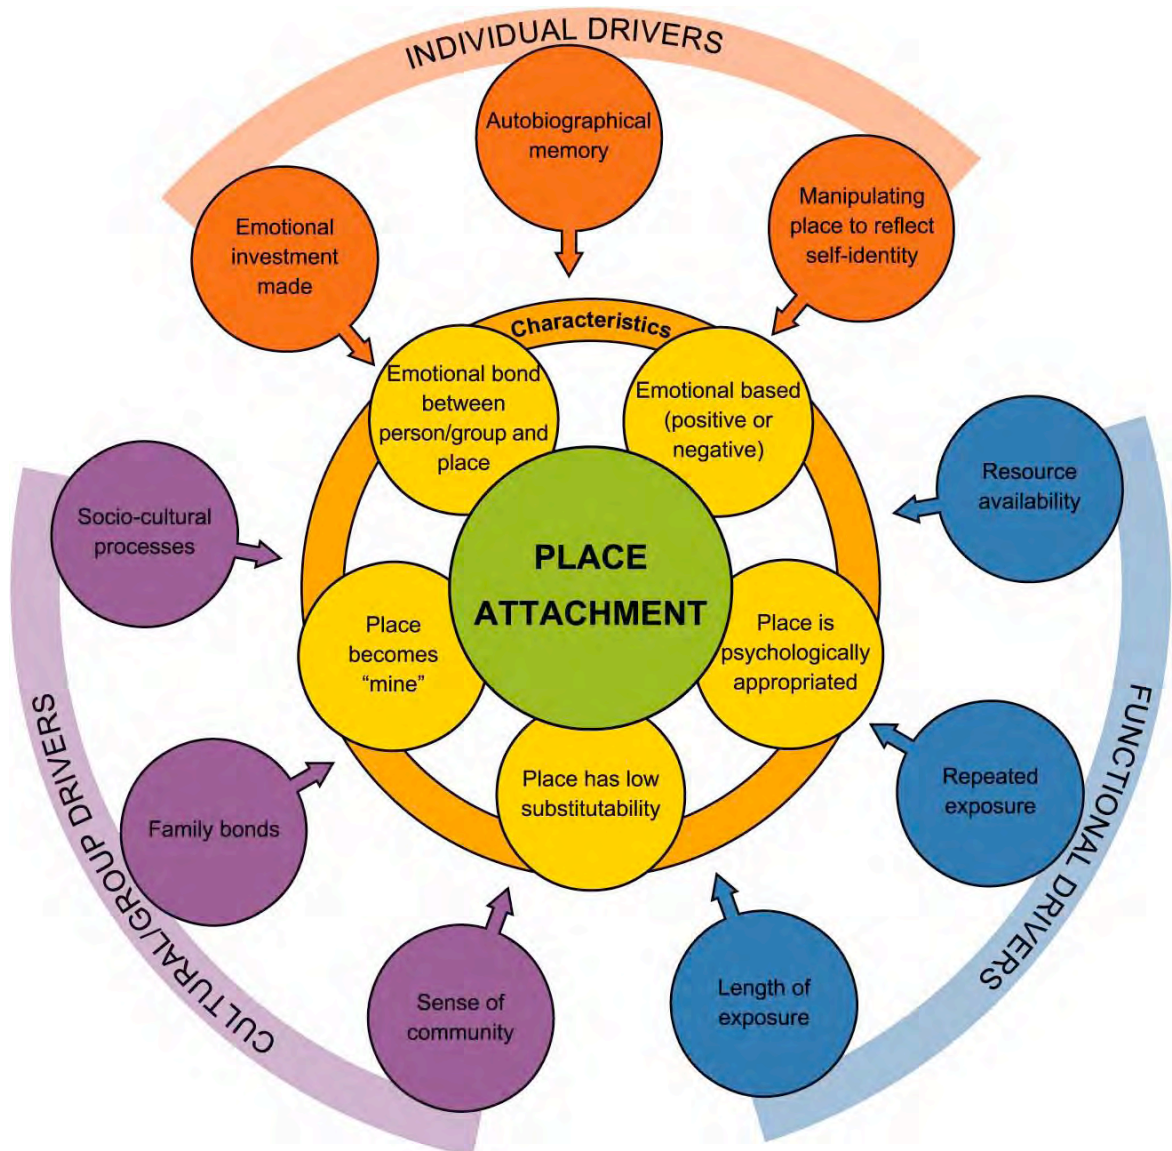 INDIVIDUAL DRIVERS
Autobiographical
memory
Manipulating
place to reflect
self-identity
Emotional
investment
made
Characteristics
Emotional bond
between
person/group and
place
Emotional based
(positive or
negative)
Resource
availability
Socio-cultural
processes
PLACE
ATTACHMENT
Place
becomes
“mine”
Place is
psychologically
appropriated
Place has low
substitutability
Repeated
exposure
Family bonds
Sense of
community
Length of
exposure
CULTURAL/GROUP DRIVERS
FUNCTIONAL DRIVERS